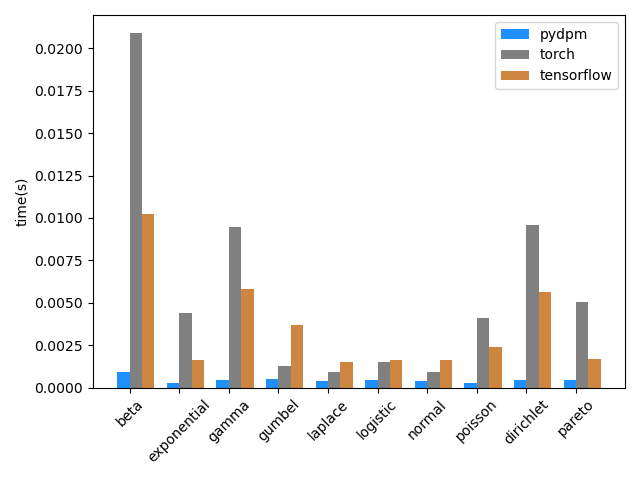 pydpm
torch
tensorflow
time(s)
0.0200
0.0175
0.0150
0.0125
0.0100
0.0075
0.0050
0.0025
0.0000
beta
exponential
gamma
gumbel
laplace
logistic
normal
poisson
dirichlet
pareto